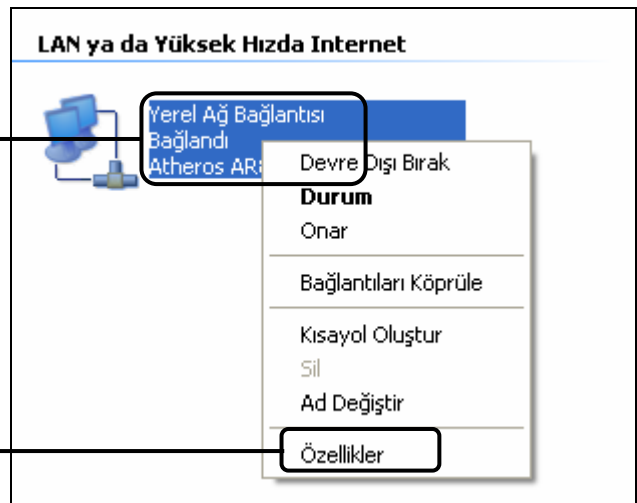 LAN ya da Yüksek Hızda Internet
Yerel Ağ Bağlantısı
Bağlandı
Atheros
Devre Dışı Bırak
Durum
Onar
Bağlantıları Köprüle
Kısayol Oluştur
Sil
Ad Değiştir
Özellikler